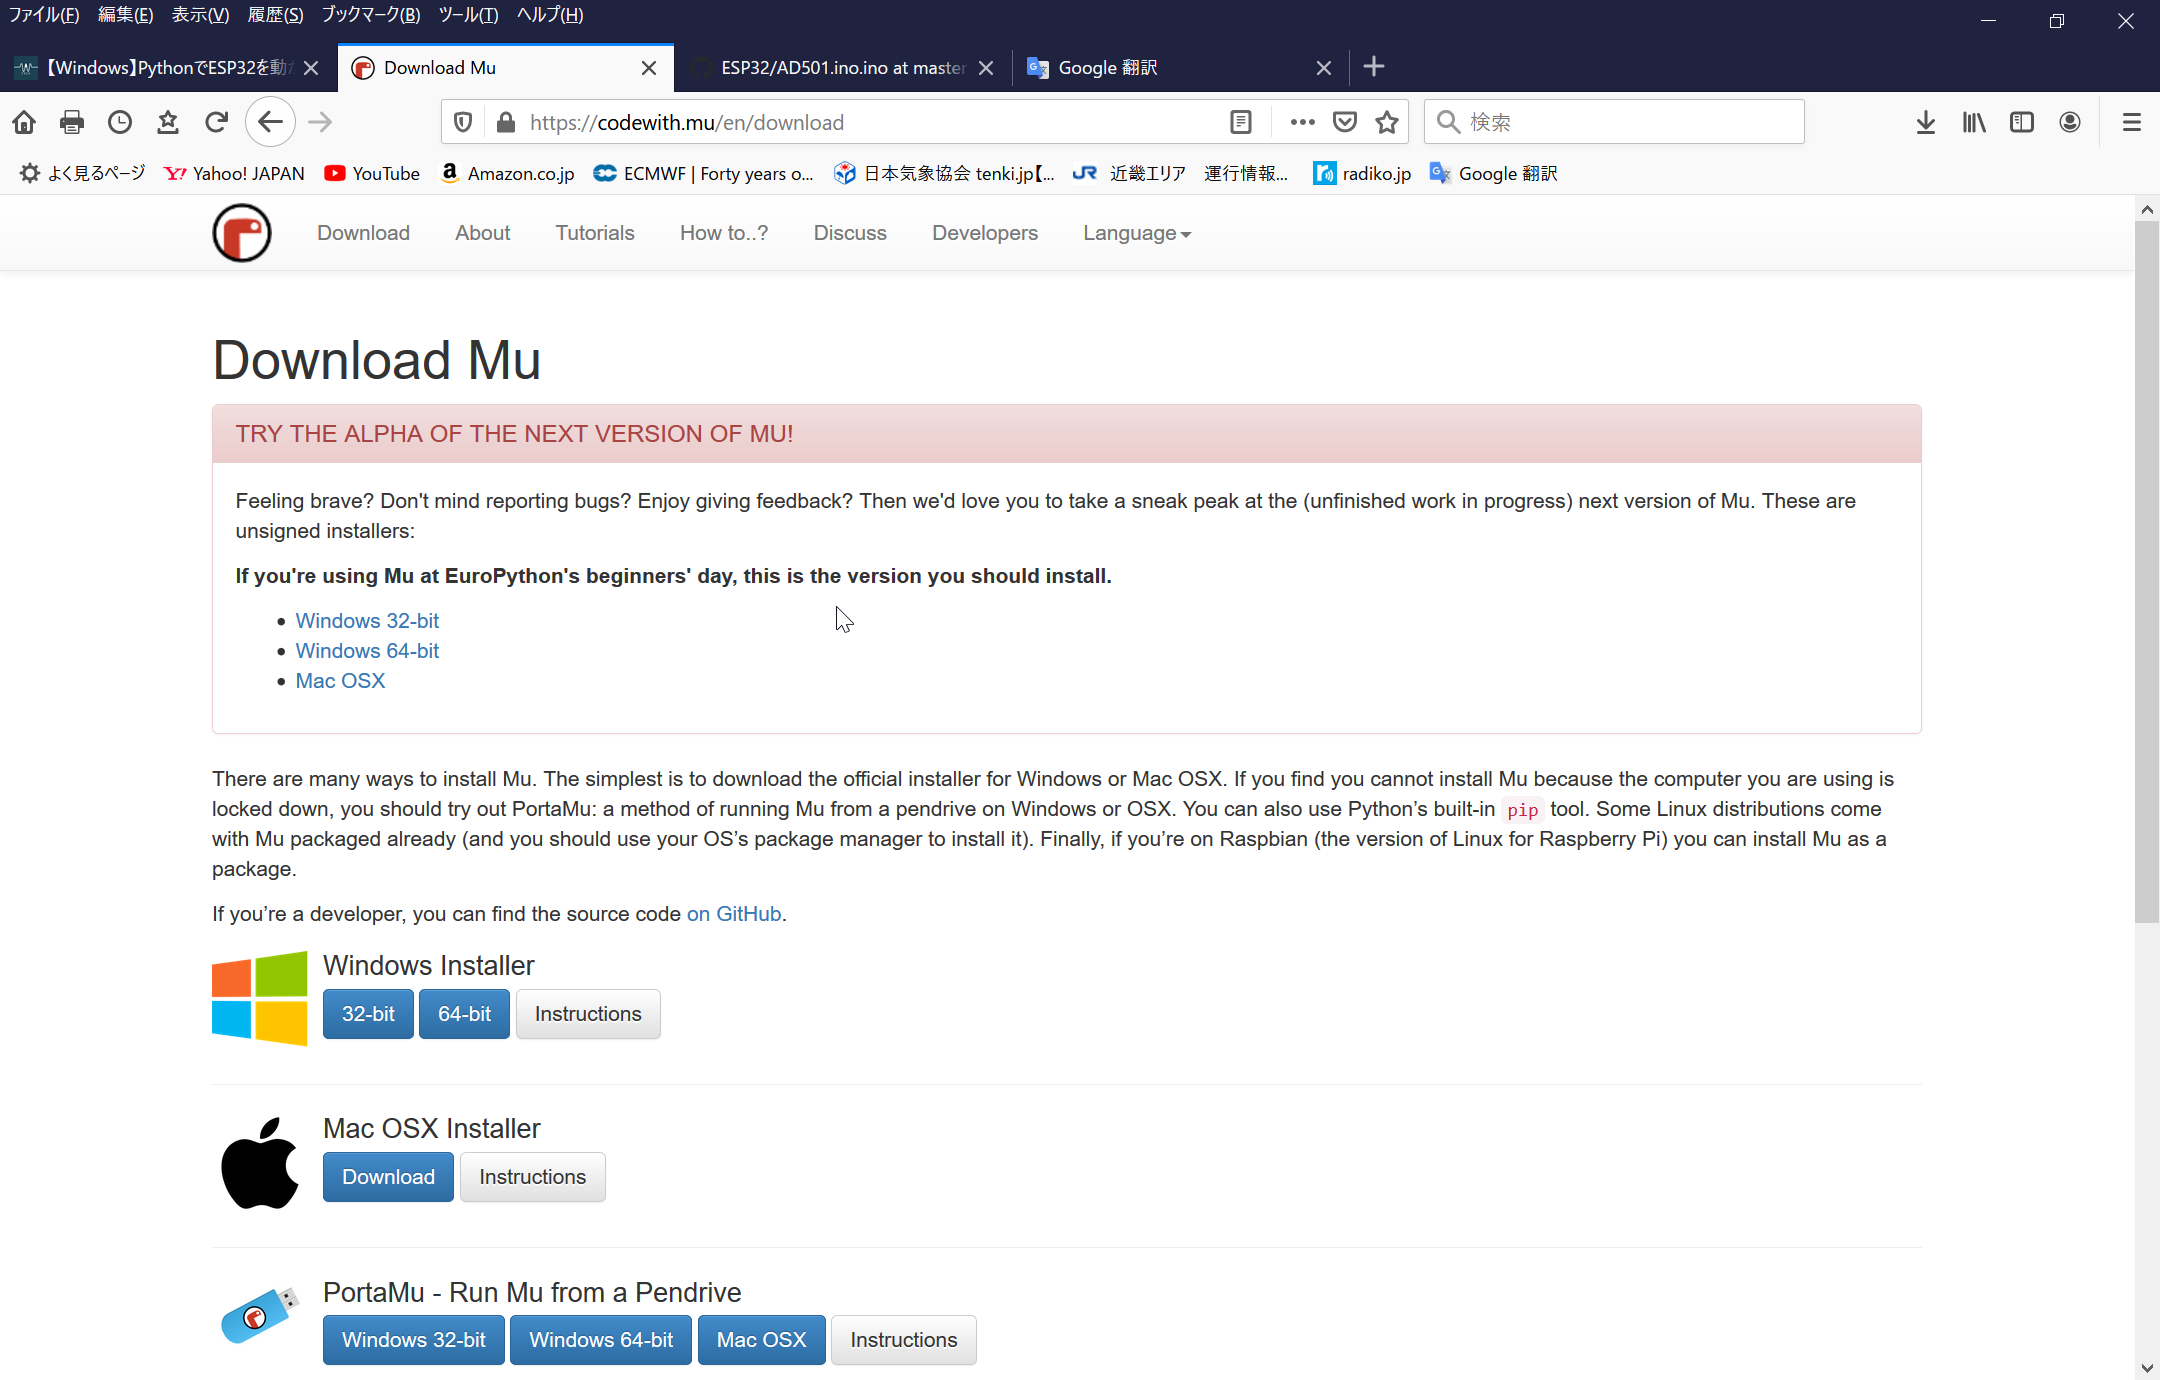 ファイル(F) 編集(E) 表示(V) 履歴(S) ブックマーク(B) ツール(T) ヘルプ(H)
【Windows】PythonでESP32を動
Download Mu
ESP32/AD501.ino.ino at master
Google 翻訳
https://codewith.mu/en/download
検索
よく見るページ Yahoo! JAPAN YouTube Amazon.co.jp ECMWF | Forty years o... 日本気象協会 tenki.jp【... 近畿エリア 運行情報... radiko.jp Google 翻訳
Download About Tutorials How to..? Discuss Developers Language
Download Mu
TRY THE ALPHA OF THE NEXT VERSION OF MU!
Feeling brave? Don't mind reporting bugs? Enjoy giving feedback? Then we'd love you to take a sneak peak at the (unfinished work in progress) next version of Mu. These are
unsigned installers:
If you're using Mu at EuroPython's beginners' day, this is the version you should install.
Windows 32-bit
Windows 64-bit
Mac OSX
There are many ways to install Mu. The simplest is to download the official installer for Windows or Mac OSX. If you find you cannot install Mu because the computer you are using is
locked down, you should try out PortaMu: a method of running Mu from a pendrive on Windows or OSX. You can also use Python’s built-in pip tool. Some Linux distributions come
with Mu packaged already (and you should use your OS’s package manager to install it). Finally, if you’re on Raspbian (the version of Linux for Raspberry Pi) you can install Mu as a
package.
If you’re a developer, you can find the source code on GitHub.
Windows Installer
32-bit 64-bit Instructions
Mac OSX Installer
Download Instructions
PortaMu - Run Mu from a Pendrive
Windows 32-bit Windows 64-bit Mac OSX Instructions